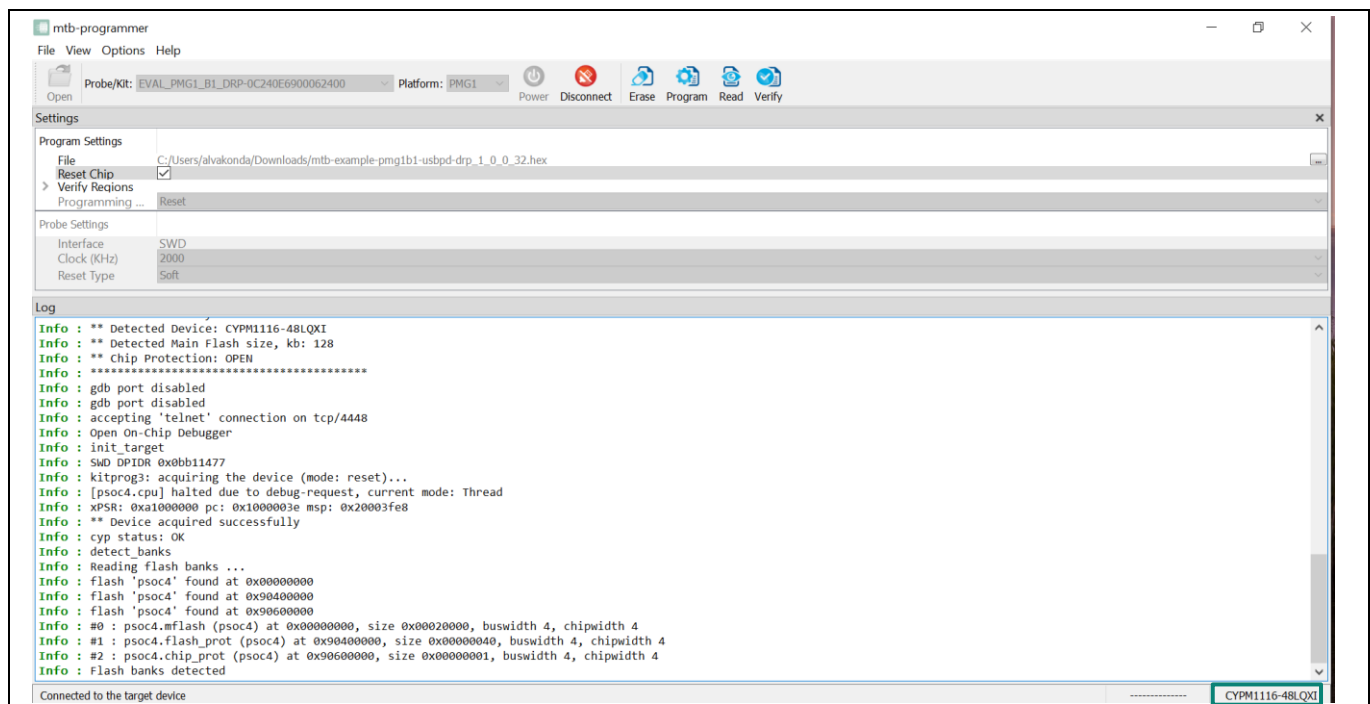 mtb-programmer
File View Options Help
Open Probe/Kit: EVAL_PMG1_B1_DRP-0C240E6900062400 Platform: PMG1 Power Disconnect Erase Program Read Verify
Settings
Program Settings
File C:/Users/alvakonda/Downloads/mtb-example-pmg1b1-usbpd-drp_1_0_0_32.hex ...
Reset Chip
Verify Regions
Programming ... Reset
Probe Settings
Interface SWD
Clock (KHz) 2000
Reset Type Soft
Log
Info : ** Detected Device: CYPM1116-48LQXI
Info : ** Detected Main Flash size, kb: 128
Info : ** Chip Protection: OPEN
Info : *****************************************
Info : gdb port disabled
Info : gdb port disabled
Info : accepting 'telnet' connection on tcp/4448
Info : Open On-Chip Debugger
Info : init_target
Info : SWD DPIDR 0x0bb11477
Info : kitprog3: acquiring the device (mode: reset)...
Info : [psoc4.cpu] halted due to debug-request, current mode: Thread
Info : xPSR: 0xa1000000 pc: 0x1000003e msp: 0x20003fe8
Info : ** Device acquired successfully
Info : cyp status: OK
Info : detect_banks
Info : Reading flash banks ...
Info : flash 'psoc4' found at 0x00000000
Info : flash 'psoc4' found at 0x90400000
Info : flash 'psoc4' found at 0x90600000
Info : #0 : psoc4.mflash (psoc4) at 0x00000000, size 0x00020000, buswidth 4, chipwidth 4
Info : #1 : psoc4.flash_prot (psoc4) at 0x90400000, size 0x00000040, buswidth 4, chipwidth 4
Info : #2 : psoc4.chip_prot (psoc4) at 0x90600000, size 0x00000001, buswidth 4, chipwidth 4
Info : Flash banks detected
Connected to the target device -------------- CYPM1116-48LQXI